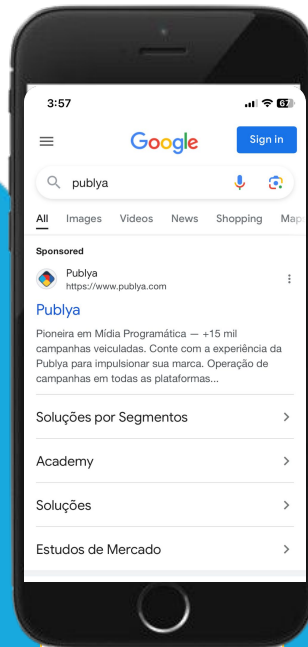 3:57
67
Google
Sign in
publya
All Images Videos News Shopping Maps
Sponsored
Publya
https://www.publya.com
Publya
Pioneira em Mídia Programática — +15 mil
campanhas veiculadas. Conte com a experiência da
Publya para impulsionar sua marca. Operação de
campanhas em todas as plataformas...
Soluções por Segmentos
Academy
Soluções
Estudos de Mercado